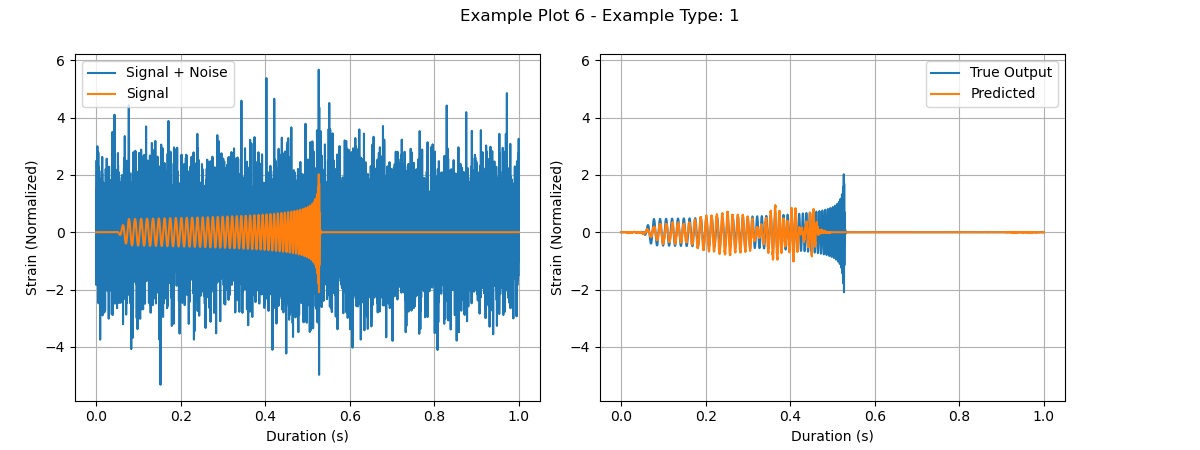 Example Plot 6 - Example Type: 1
Signal + Noise
Signal
6
4
2
0
−2
−4
Strain (Normalized)
0.0 0.2 0.4 0.6 0.8 1.0
Duration (s)
True Output
Predicted
6
4
2
0
−2
−4
Strain (Normalized)
0.0 0.2 0.4 0.6 0.8 1.0
Duration (s)